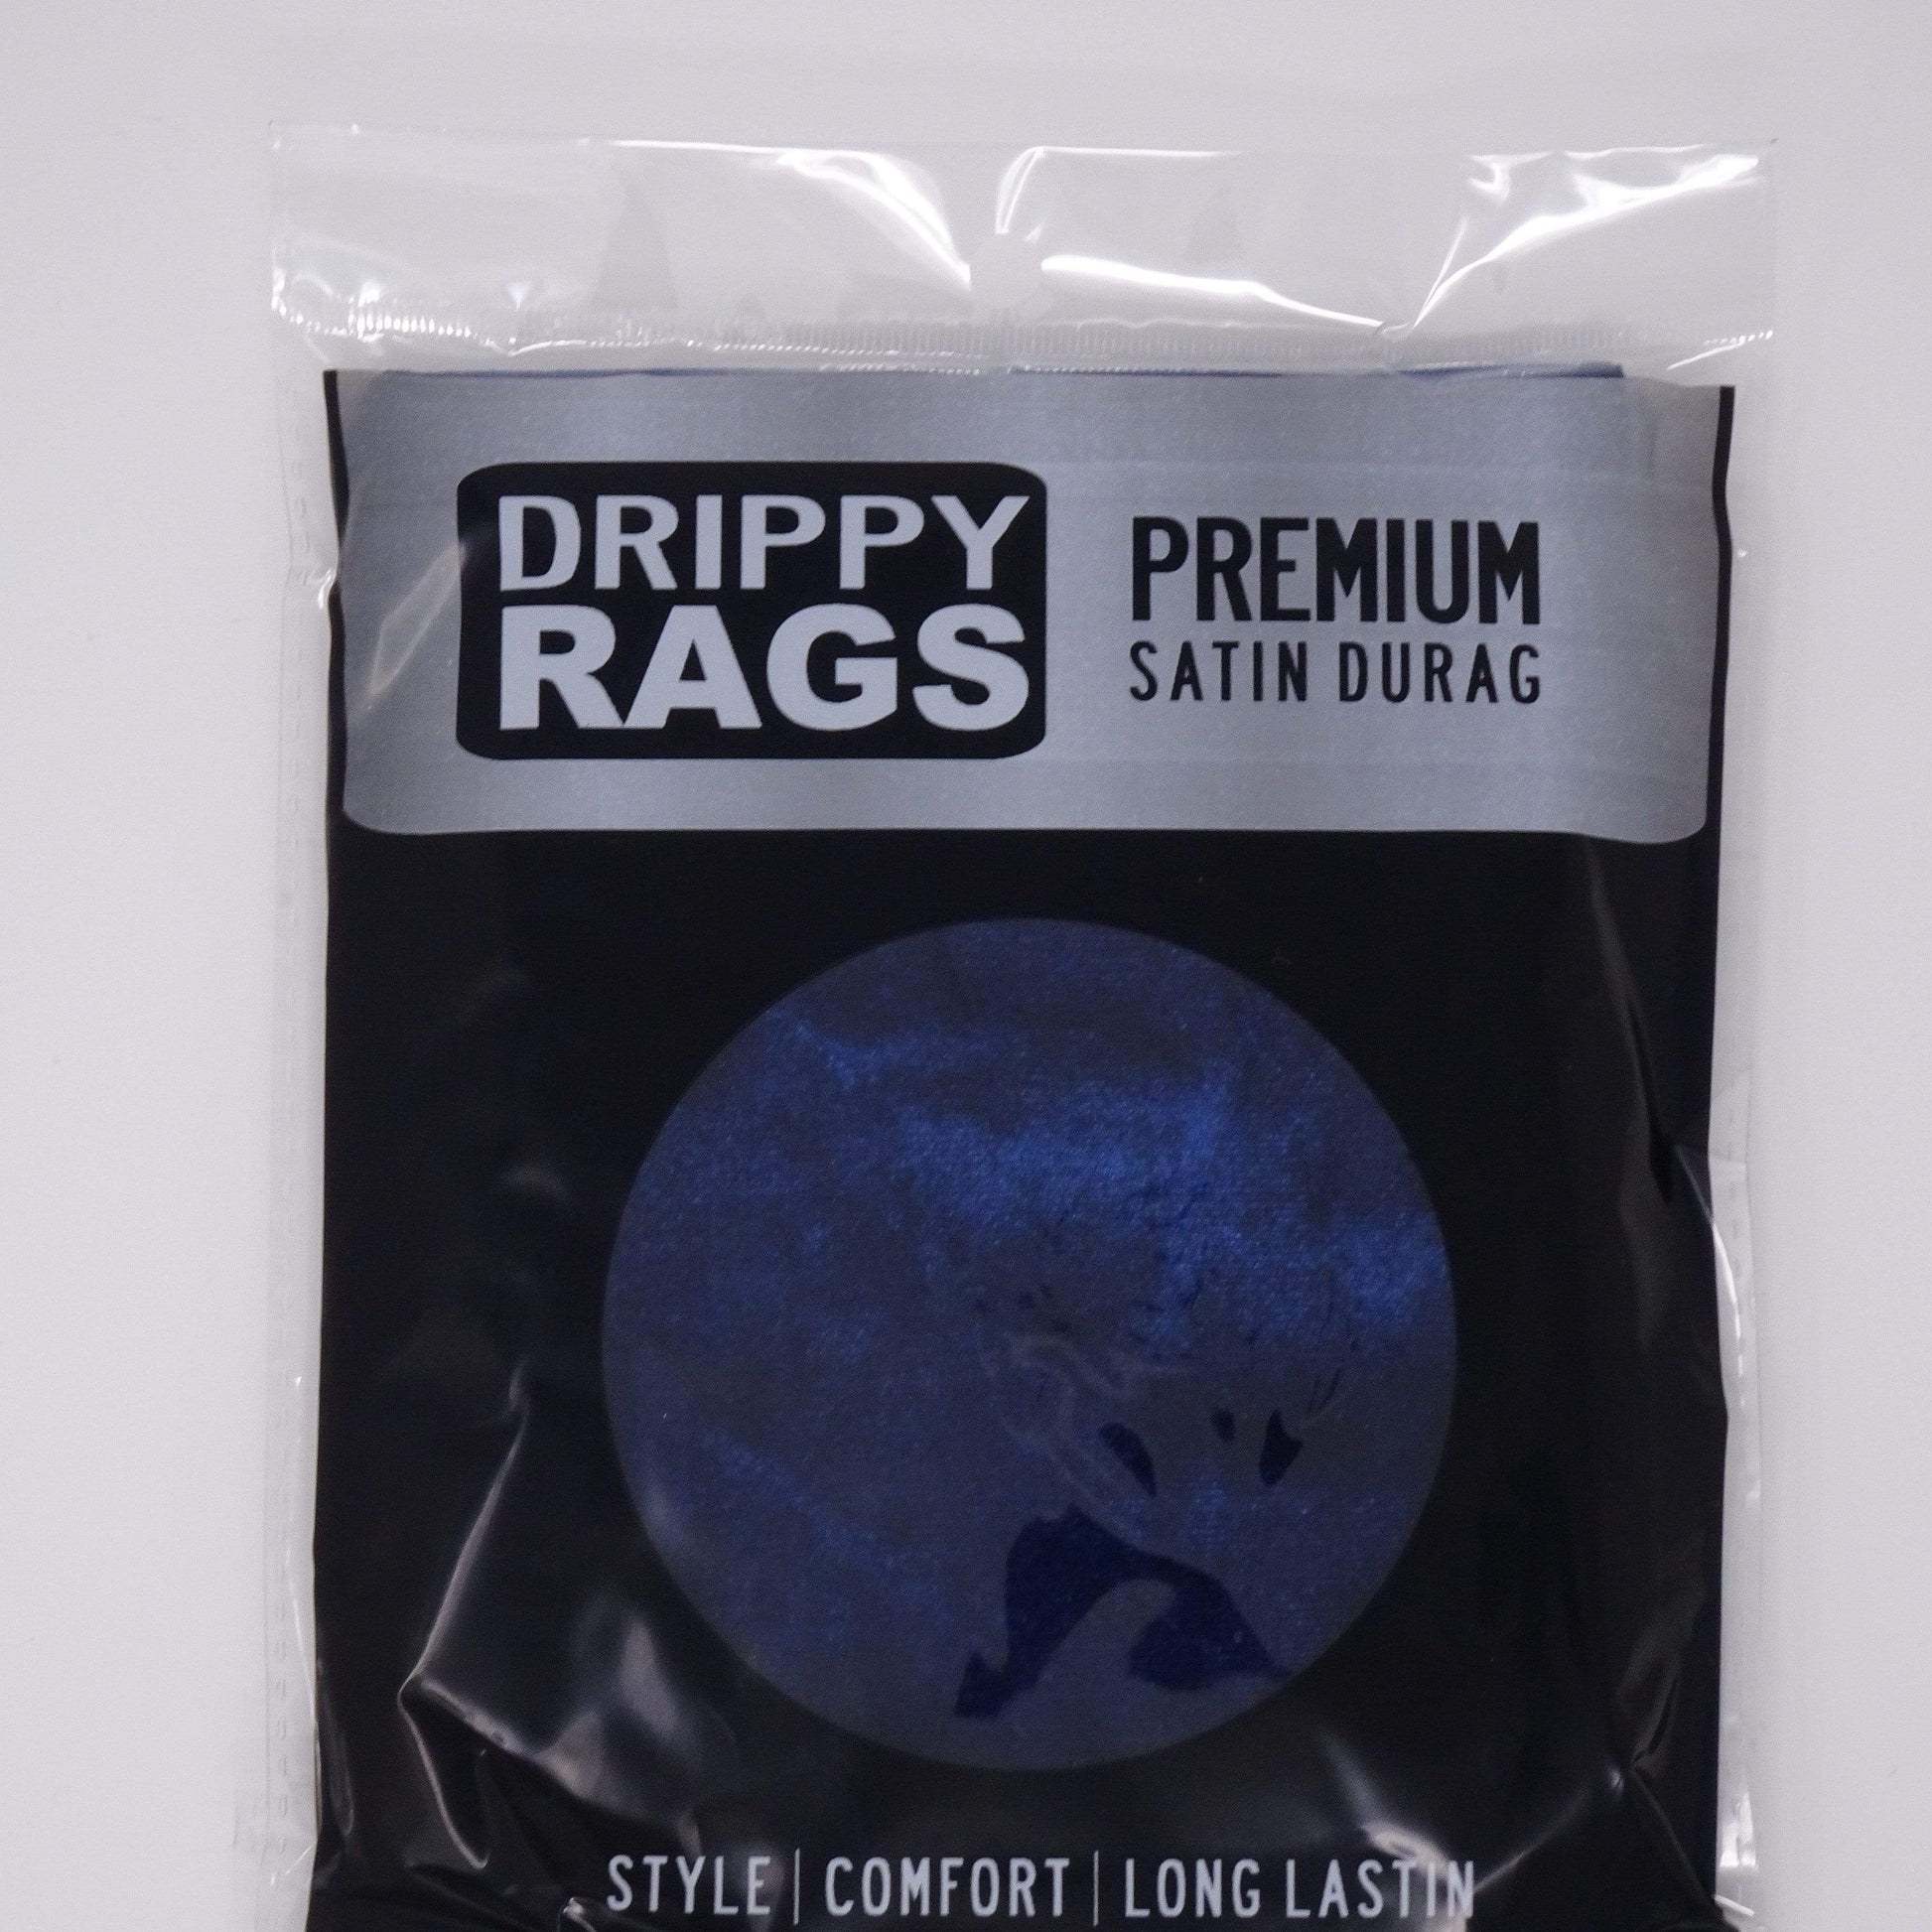 DRIPPY
RAGS
PREMIUM
SATIN DURAG
STYLE | COMFORT | LONG LASTIN